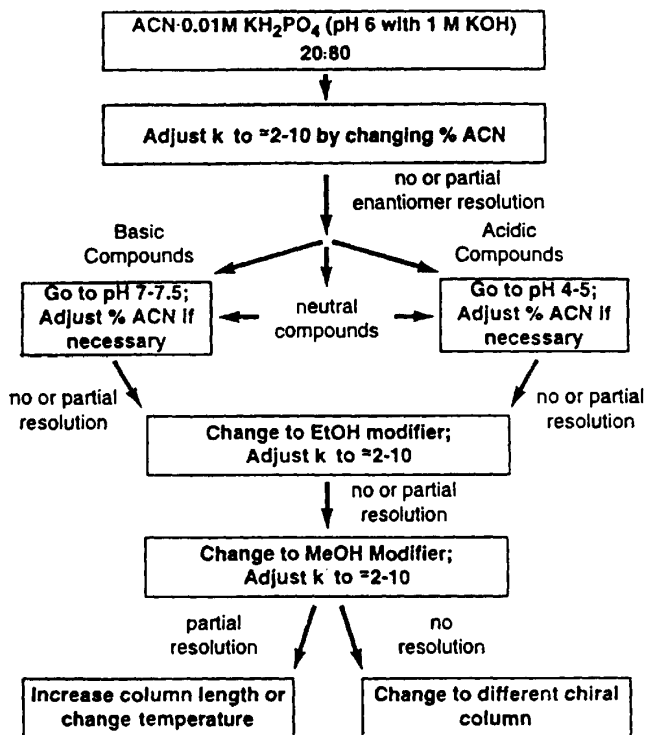 ACN·0.01M KH₂PO₄ (pH 6 with 1 M KOH)
20:80
Adjust k to ≃2-10 by changing % ACN
no or partial
enantiomer resolution
Basic
Compounds
Acidic
Compounds
Go to pH 7-7.5;
Adjust % ACN if
necessary
neutral
compounds
Go to pH 4-5;
Adjust % ACN if
necessary
no or partial
resolution
no or partial
resolution
Change to EtOH modifier;
Adjust k to ≃2-10
no or partial
resolution
Change to MeOH Modifier;
Adjust k to ≃2-10
partial
resolution
no
resolution
Increase column length or
change temperature
Change to different chiral
column